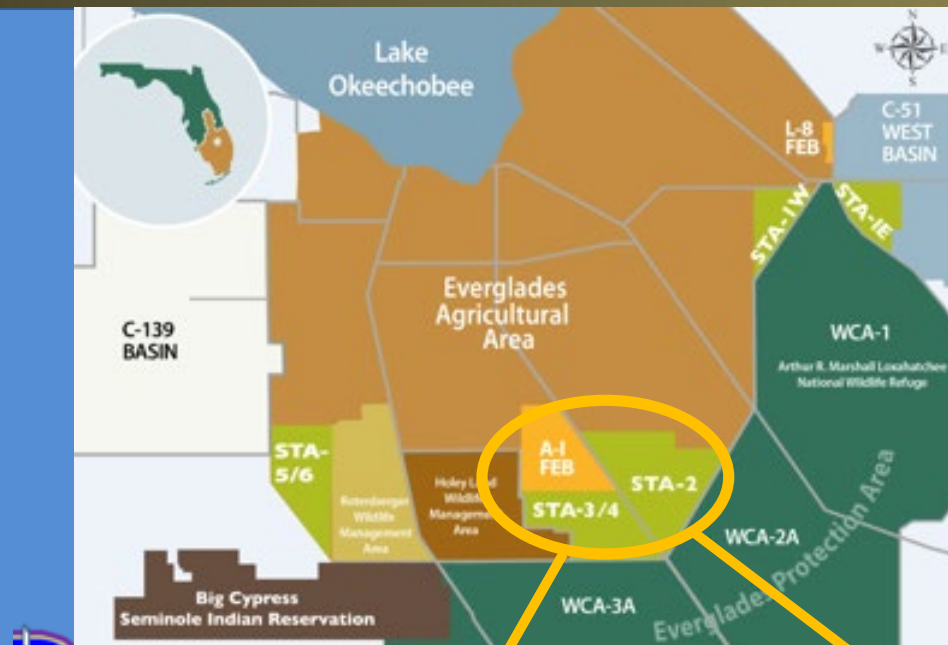 N
W E
S
Lake
Okeechobee
L-8
FEB
C-51
WEST
BASIN
STA-1W
STA-1E
Everglades
Agricultural
Area
C-139
BASIN
WCA-1
Arthur R. Marshall Loxahatchee
National Wildlife Refuge
STA-
5/6
Rotenberger
Wildlife
Management
Area
Holey Land
Wildlife
Management
Area
A-1
FEB
STA-2
STA-3/4
WCA-2A
Big Cypress
Seminole Indian Reservation
WCA-3A
Everglades Protection Area